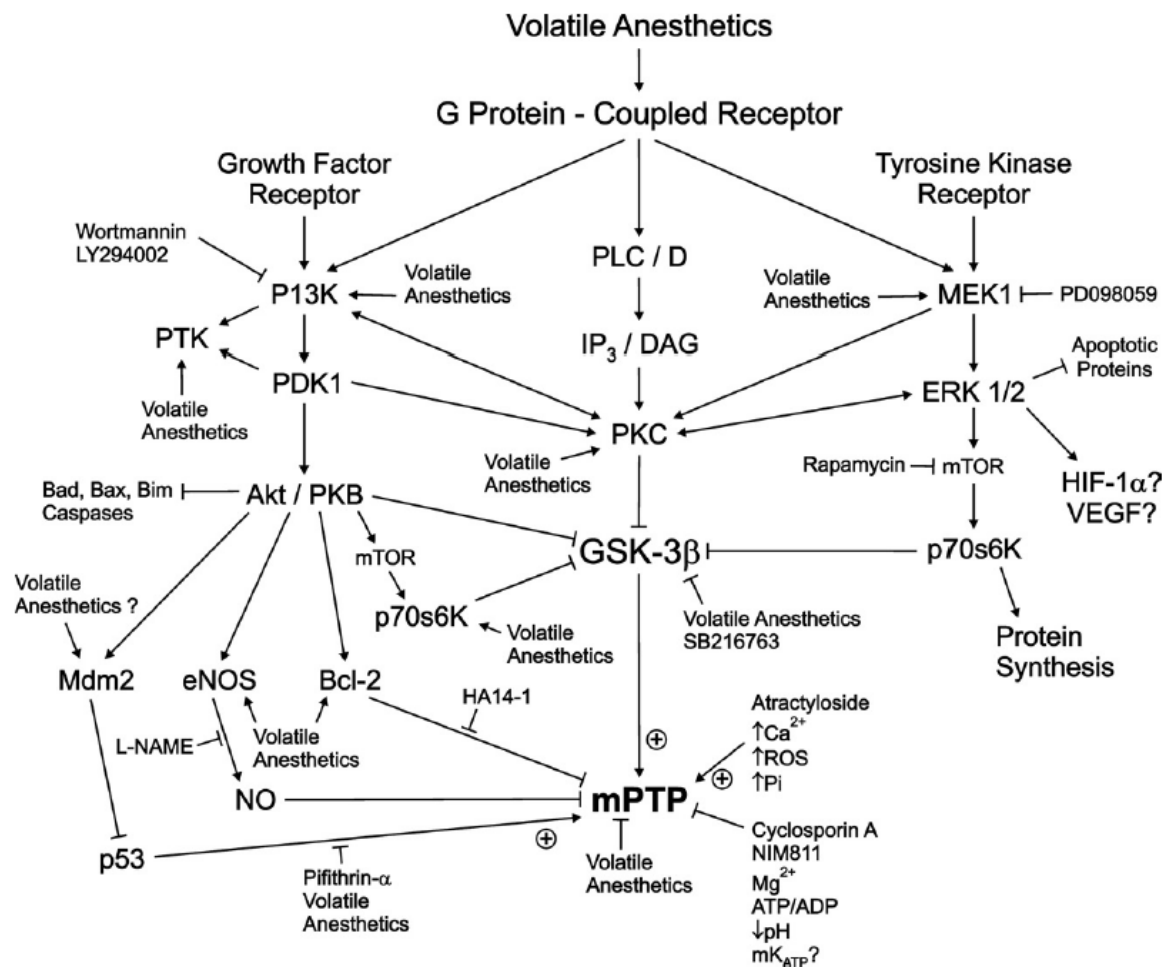 Volatile Anesthetics
G Protein - Coupled Receptor
Growth Factor
Receptor
Tyrosine Kinase
Receptor
Wortmannin
LY294002
PLC / D
P13K
Volatile
Anesthetics
Volatile
Anesthetics
MEK1
PD098059
PTK
IP₃ / DAG
Apoptotic
Proteins
PDK1
ERK 1/2
Volatile
Anesthetics
PKC
Volatile
Anesthetics
Rapamycin
mTOR
HIF-1α?
VEGF?
Bad, Bax, Bim
Caspases
Akt / PKB
mTOR
GSK-3β
p70s6K
Volatile
Anesthetics ?
p70s6K
Volatile
Anesthetics
Volatile Anesthetics
SB216763
Protein
Synthesis
Mdm2
eNOS
Bcl-2
HA14-1
L-NAME
Volatile
Anesthetics
Atractyloside
↑Ca²⁺
↑ROS
↑Pi
NO
mPTP
p53
Pifithrin-α
Volatile
Anesthetics
Volatile
Anesthetics
Cyclosporin A
NIM811
Mg²⁺
ATP/ADP
↓pH
mK_ATP?